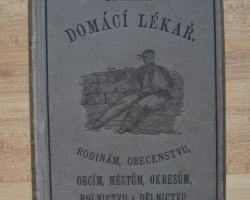 DOMÁCÍ LÉKAŘ.
RODINÁM, OBECENSTVU,
OBCÍM, MĚSTŮM, OKRESŮM,
ROLNICTVU A DĚLNICTVU